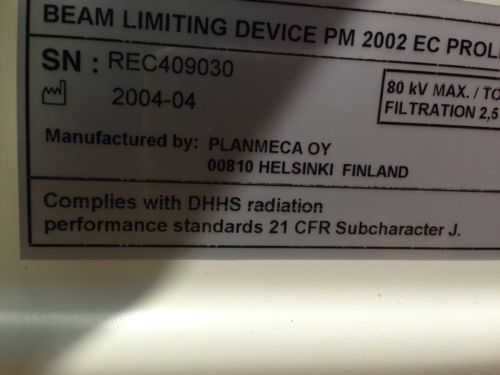 BEAM LIMITING DEVICE PM 2002 EC PROLI
SN : REC409030
2004-04
80 kV MAX. / TO
FILTRATION 2,5
Manufactured by: PLANMECA OY
00810 HELSINKI FINLAND
Complies with DHHS radiation
performance standards 21 CFR Subcharacter J.